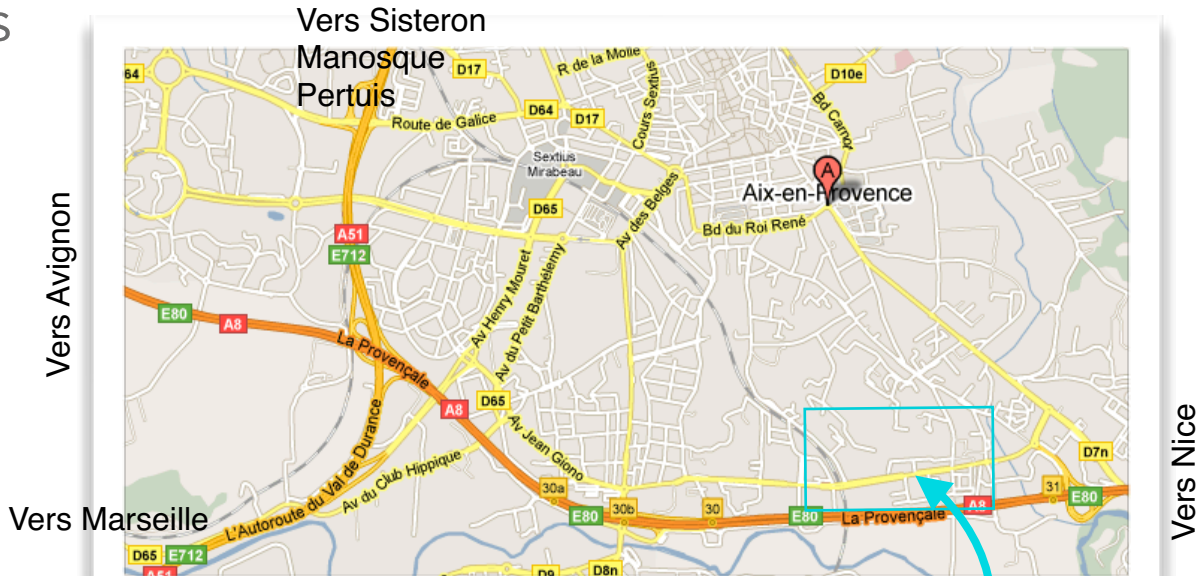 s
Vers Sisteron
Manosque
Pertuis
64
D17
R de la Molle
D10e
Cours Sextius
Bd Carnot
D64
D17
Route de Galice
Sextius
Mirabeau
A
Aix-en-Provence
D65
Av des Belges
Bd du Roi René
A51
E712
Vers Avignon
Av Henry Mouret
Av du Petit Barthélemy
E80
A8
La Provençale
A8
D65
Av Jean Giono
L'Autoroute du Val de Durance
Av du Club Hippique
D7n
Vers Nice
30a
30b
30
31
E80
E80
A8
E80
La Provençale
Vers Marseille
D65
E712
A51
D9
D8n